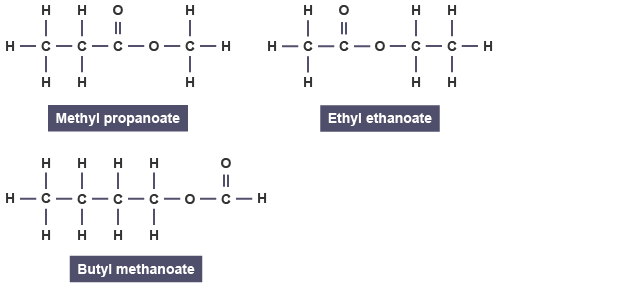 H H O H
H C C C O C H
H H H
Methyl propanoate
H O H H
H C C O C C H
H H H
Ethyl ethanoate
H H H H O
H C C C C O C H
H H H H
Butyl methanoate